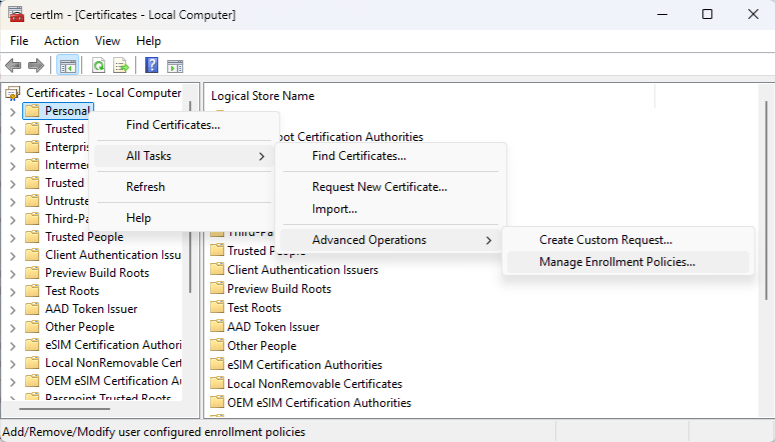 certlm - [Certificates - Local Computer]
File Action View Help
Certificates - Local Computer
Personal
Trusted
Enterpris
Intermed
Trusted
Untruste
Third-Pa
Trusted People
Client Authentication Issu
Preview Build Roots
Test Roots
AAD Token Issuer
Other People
eSIM Certification Authori
Local NonRemovable Cert
OEM eSIM Certification Au
Passpoint Trusted Roots
Find Certificates...
All Tasks
Refresh
Help
Find Certificates...
Request New Certificate...
Import...
Advanced Operations
Create Custom Request...
Manage Enrollment Policies...
Logical Store Name
oot Certification Authorities
Third-Pa
Trusted People
Client Authentication Issuers
Preview Build Roots
Test Roots
AAD Token Issuer
Other People
eSIM Certification Authorities
Local NonRemovable Certificates
OEM eSIM Certification Authorities
Add/Remove/Modify user configured enrollment policies